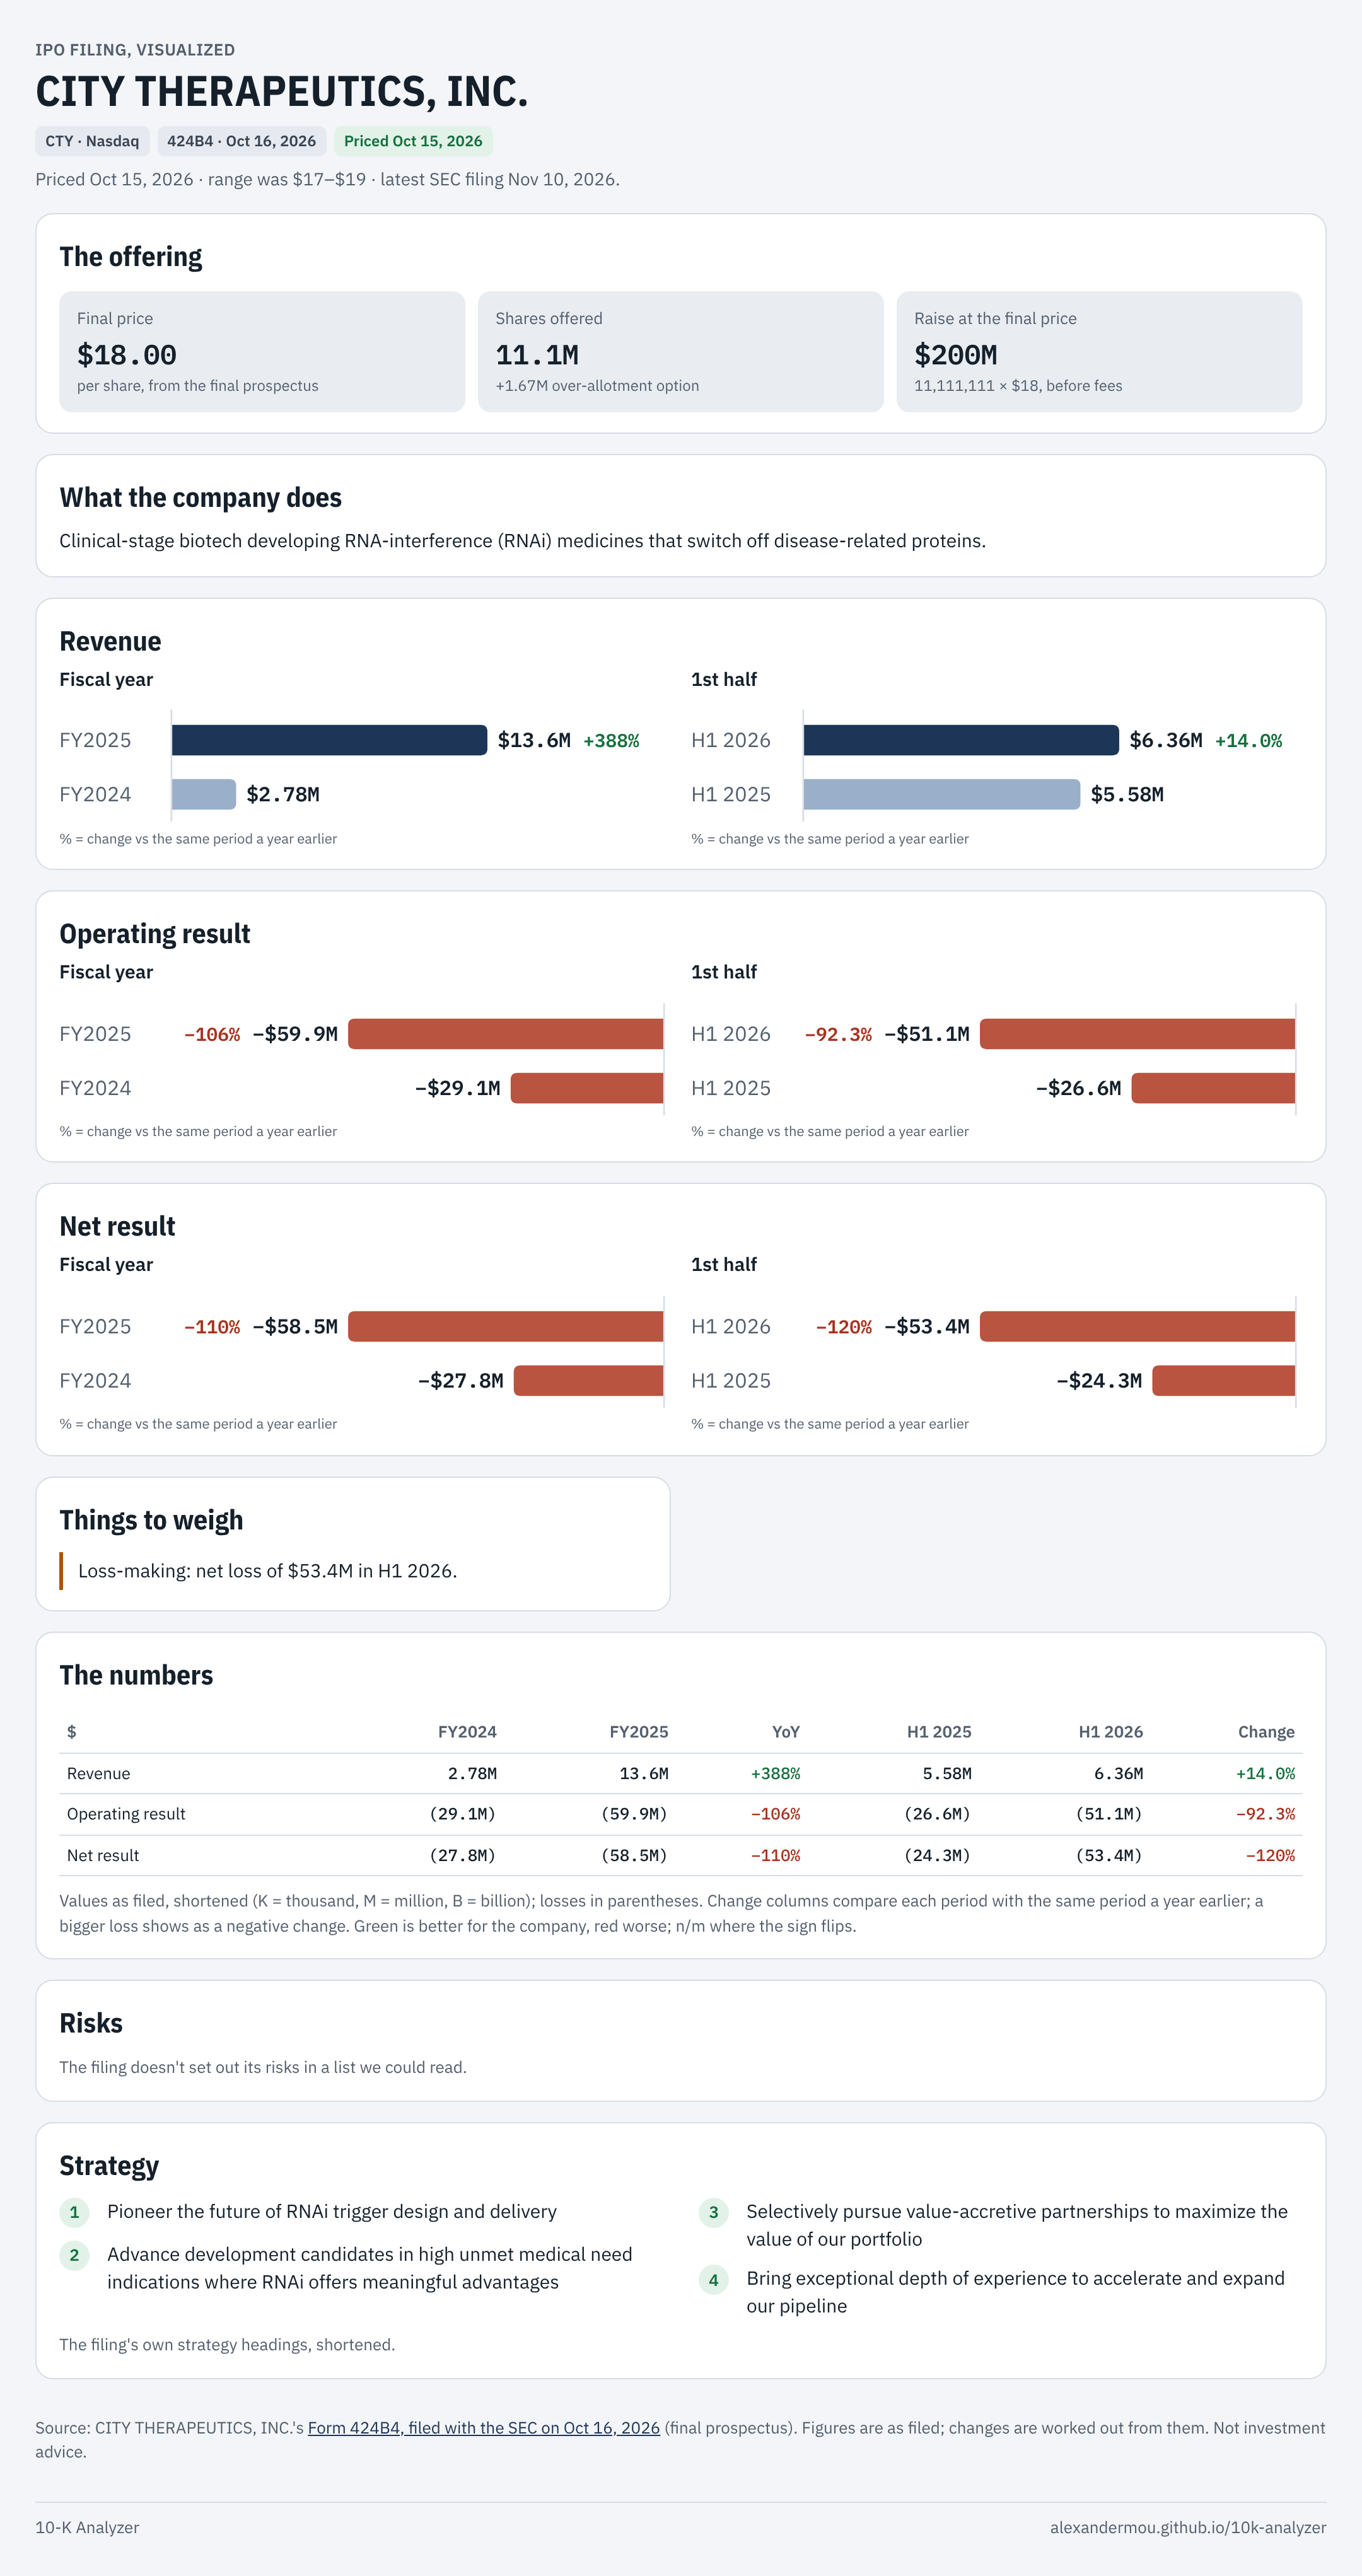 IPO FILING, VISUALIZED
CITY THERAPEUTICS, INC.
CTY · Nasdaq 424B4 · Oct 16, 2026 Priced Oct 15, 2026
Priced Oct 15, 2026 · range was $17–$19 · latest SEC filing Nov 10, 2026.
The offering
Final price
$18.00
per share, from the final prospectus
Shares offered
11.1M
+1.67M over-allotment option
Raise at the final price
$200M
11,111,111 × $18, before fees
What the company does
Clinical-stage biotech developing RNA-interference (RNAi) medicines that switch off disease-related proteins.
Revenue
Fiscal year
FY2025 $13.6M +388%
FY2024 $2.78M
% = change vs the same period a year earlier
1st half
H1 2026 $6.36M +14.0%
H1 2025 $5.58M
% = change vs the same period a year earlier
Operating result
Fiscal year
FY2025 −106% −$59.9M
FY2024 −$29.1M
% = change vs the same period a year earlier
1st half
H1 2026 −92.3% −$51.1M
H1 2025 −$26.6M
% = change vs the same period a year earlier
Net result
Fiscal year
FY2025 −110% −$58.5M
FY2024 −$27.8M
% = change vs the same period a year earlier
1st half
H1 2026 −120% −$53.4M
H1 2025 −$24.3M
% = change vs the same period a year earlier
Things to weigh
Loss-making: net loss of $53.4M in H1 2026.
The numbers
$ FY2024 FY2025 YoY H1 2025 H1 2026 Change
Revenue 2.78M 13.6M +388% 5.58M 6.36M +14.0%
Operating result (29.1M) (59.9M) −106% (26.6M) (51.1M) −92.3%
Net result (27.8M) (58.5M) −110% (24.3M) (53.4M) −120%
Values as filed, shortened (K = thousand, M = million, B = billion); losses in parentheses. Change columns compare each period with the same period a year earlier; a
bigger loss shows as a negative change. Green is better for the company, red worse; n/m where the sign flips.
Risks
The filing doesn't set out its risks in a list we could read.
Strategy
1 Pioneer the future of RNAi trigger design and delivery
2 Advance development candidates in high unmet medical need
indications where RNAi offers meaningful advantages
3 Selectively pursue value-accretive partnerships to maximize the
value of our portfolio
4 Bring exceptional depth of experience to accelerate and expand
our pipeline
The filing's own strategy headings, shortened.
Source: CITY THERAPEUTICS, INC.'s Form 424B4, filed with the SEC on Oct 16, 2026 (final prospectus). Figures are as filed; changes are worked out from them. Not investment
advice.
10-K Analyzer
alexandermou.github.io/10k-analyzer